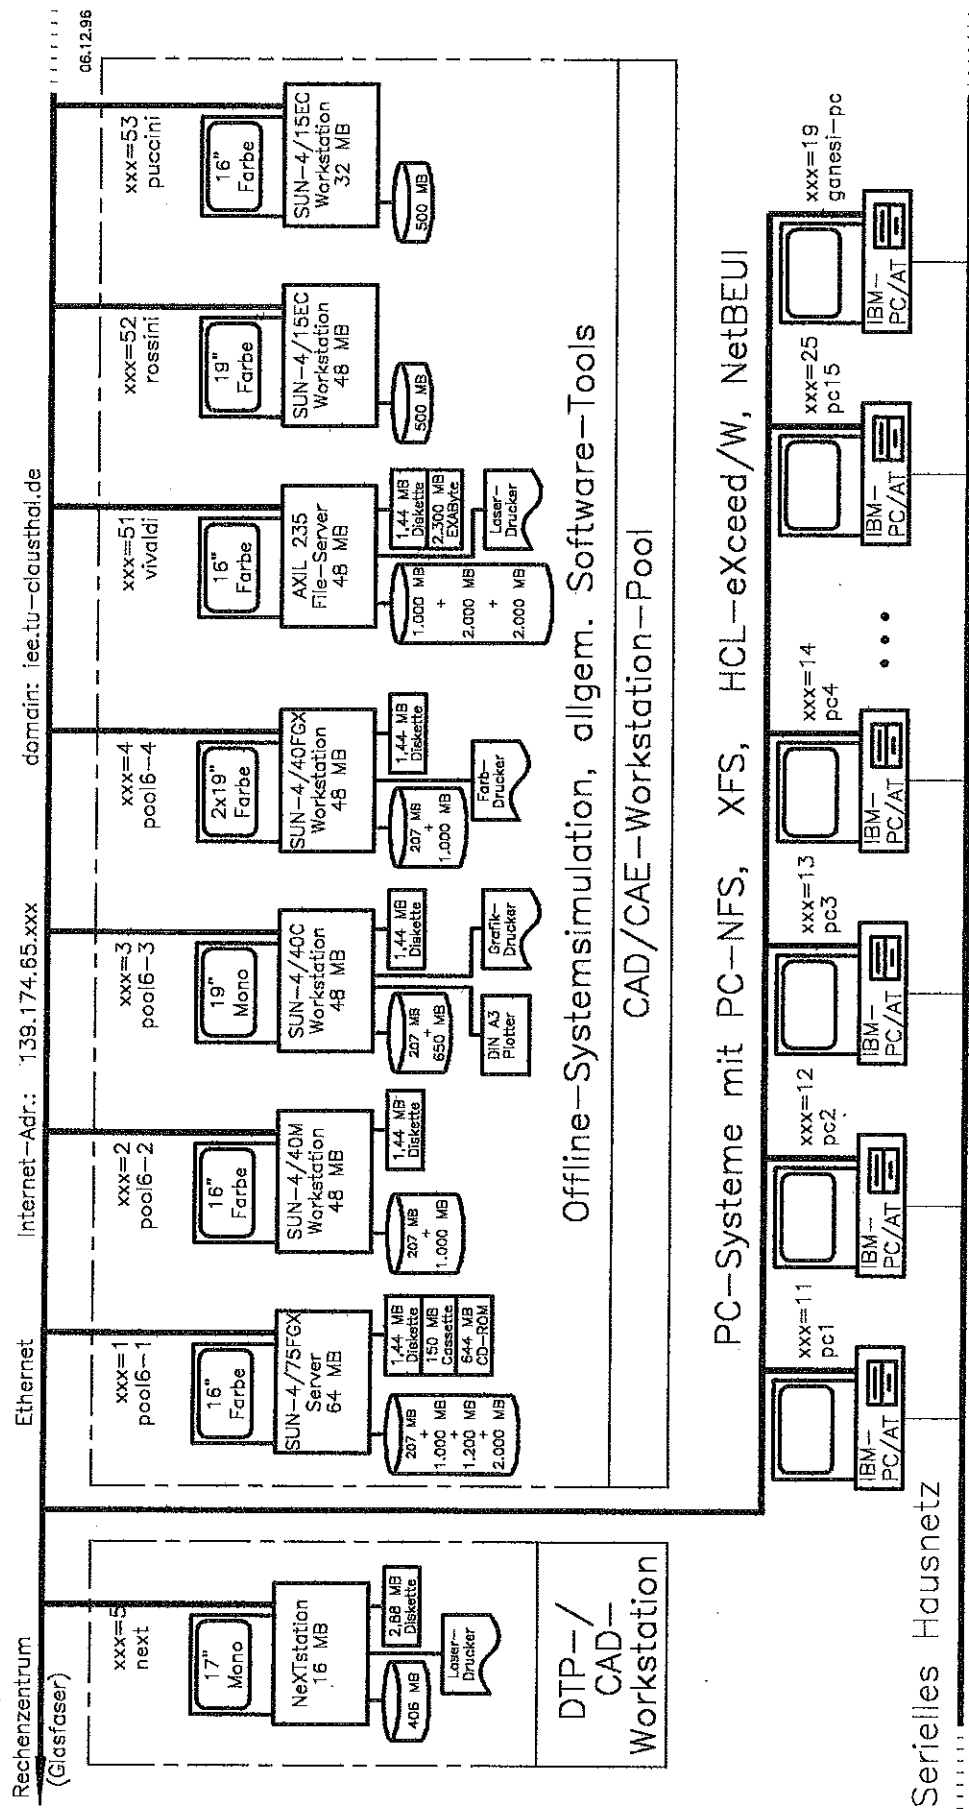 06.12.96
Rechenzentrum
(Glasfaser)
Ethernet
Internet-Adr.: 139.174.65.xxx
domain: iee.tu-clausthal.de
xxx=5
next
17"
Mono
NeXTstation
16 MB
406 MB
2,88 MB
Diskette
Laser-
Drucker
DTP-/
CAD-
Workstation
xxx=1
pool6-1
16"
Farbe
SUN-4/75FGX
Server
64 MB
207 MB
+
1.000 MB
+
1.200 MB
+
2.000 MB
1,44 MB
Diskette
150 MB
Cassette
644 MB
CD-ROM
xxx=2
pool6-2
16"
Farbe
SUN-4/40M
Workstation
48 MB
207 MB
+
1.000 MB
1,44 MB
Diskette
xxx=3
pool6-3
19"
Mono
SUN-4/40C
Workstation
48 MB
207 MB
+
650 MB
1,44 MB
Diskette
DIN A3
Plotter
Grafik-
Drucker
xxx=4
pool6-4
2x19"
Farbe
SUN-4/40FGX
Workstation
48 MB
207 MB
+
1.000 MB
1,44 MB
Diskette
Farb-
Drucker
xxx=51
vivaldi
16"
Farbe
AXIL 235
File-Server
48 MB
1.000 MB
+
2.000 MB
+
2.000 MB
1,44 MB
Diskette
2.300 MB
EXAByte
Laser-
Drucker
xxx=52
rossini
19"
Farbe
SUN-4/15EC
Workstation
48 MB
500 MB
xxx=53
puccini
16"
Farbe
SUN-4/15EC
Workstation
32 MB
500 MB
Offline-Systemsimulation, allgem. Software-Tools
CAD/CAE-Workstation-Pool
PC-Systeme mit PC-NFS, XFS, HCL-eXceed/W, NetBEUI
xxx=11
pc1
IBM-
PC/AT
xxx=12
pc2
IBM-
PC/AT
xxx=13
pc3
IBM-
PC/AT
xxx=14
pc4
IBM-
PC/AT
•••
xxx=25
pc15
IBM-
PC/AT
xxx=19
ganesi-pc
IBM-
PC/AT
Serielles Hausnetz